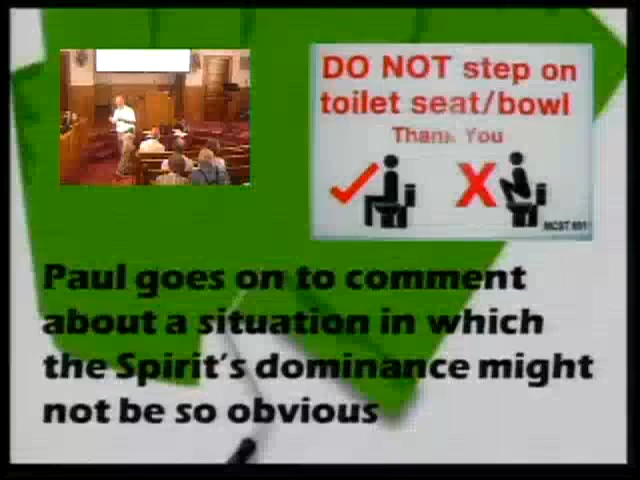 DO NOT step on
toilet seat/bowl
Thank You
Paul goes on to comment
about a situation in which
the Spirit's dominance might
not be so obvious